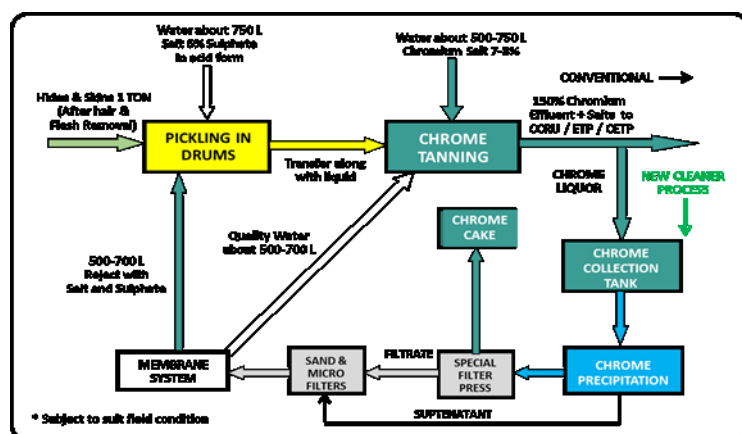 Water about 750 L
Salt 6% Sulphate
in acid form
Water about 500-750 L
Chromium Salt 7-8%
CONVENTIONAL
Hides & Skins 1 TON
(After hair &
Flesh Removal)
PICKLING IN
DRUMS
Transfer along
with liquid
CHROME
TANNING
150% Chromium
Effluent + Salts to
CCRU / ETP / CETP
CHROME
LIQUOR
NEW CLEANER
PROCESS
CHROME
CAKE
Quality Water
about 500-700 L
500-700 L
Reject with
Salt and Sulphate
CHROME
COLLECTION
TANK
MEMBRANE
SYSTEM
SAND &
MICRO
FILTERS
FILTRATE
SPECIAL
FILTER
PRESS
CHROME
PRECIPITATION
SUPTENATANT
* Subject to suit field condition